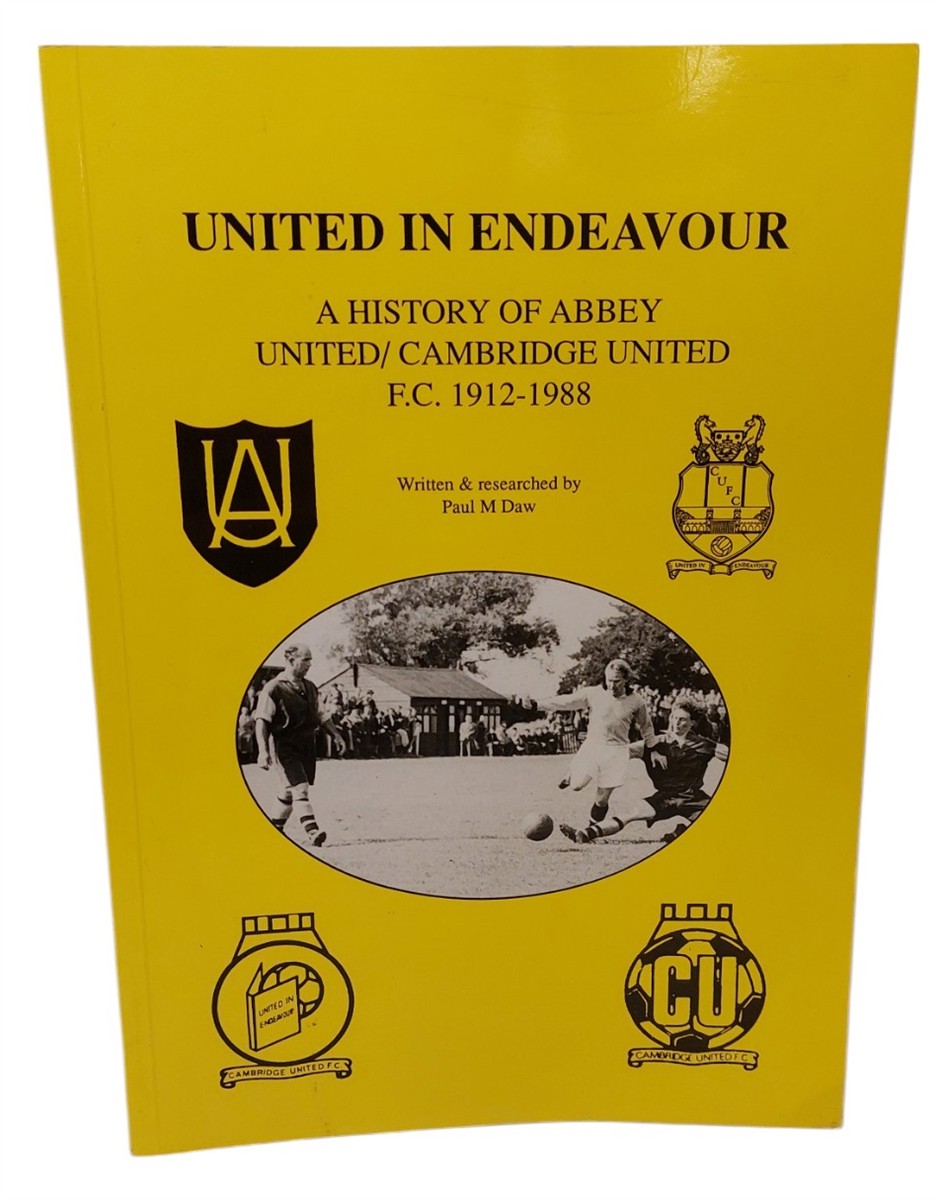 UNITED IN ENDEAVOUR
A HISTORY OF ABBEY
UNITED/ CAMBRIDGE UNITED
F.C. 1912-1988
Written & researched by
Paul M Daw
AU
CUFC
UNITED IN ENDEAVOUR
UNITED IN
ENDEAVOUR
CAMBRIDGE UNITED F.C.
CU
CAMBRIDGE UNITED F.C.